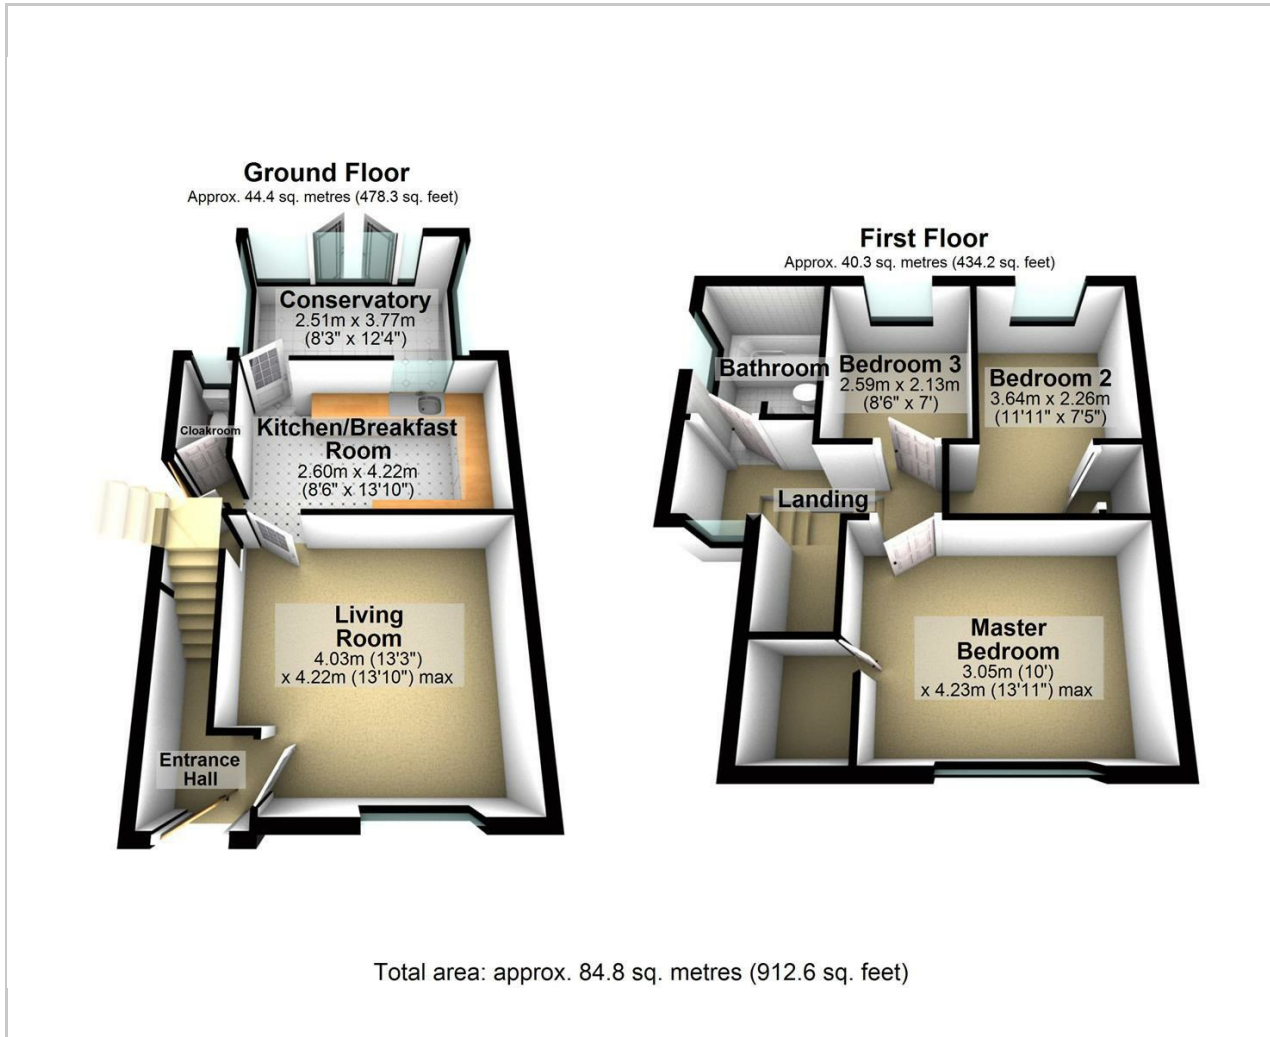 Ground Floor
Approx. 44.4 sq. metres (478.3 sq. feet)
Conservatory
2.51m x 3.77m
(8'3" x 12'4")
Cloakroom
Kitchen/Breakfast
Room
2.60m x 4.22m
(8'6" x 13'10")
Living
Room
4.03m (13'3")
x 4.22m (13'10") max
Entrance
Hall
First Floor
Approx. 40.3 sq. metres (434.2 sq. feet)
Bathroom
Bedroom 3
2.59m x 2.13m
(8'6" x 7')
Bedroom 2
3.64m x 2.26m
(11'11" x 7'5")
Landing
Master
Bedroom
3.05m (10')
x 4.23m (13'11") max
Total area: approx. 84.8 sq. metres (912.6 sq. feet)